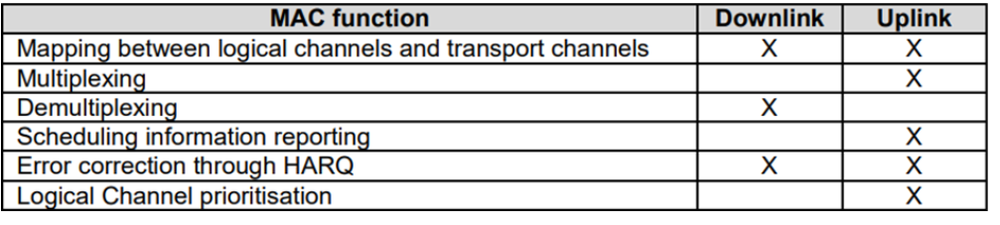 MAC function Downlink Uplink
Mapping between logical channels and transport channels X X
Multiplexing X
Demultiplexing X
Scheduling information reporting X
Error correction through HARQ X X
Logical Channel prioritisation X